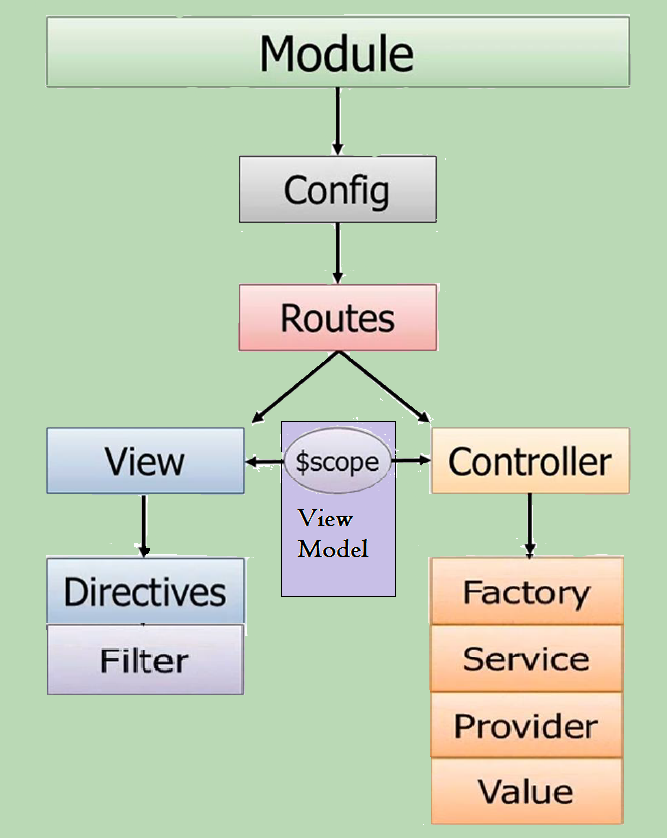 Module
Config
Routes
View
$scope
Controller
View
Model
Directives
Filter
Factory
Service
Provider
Value